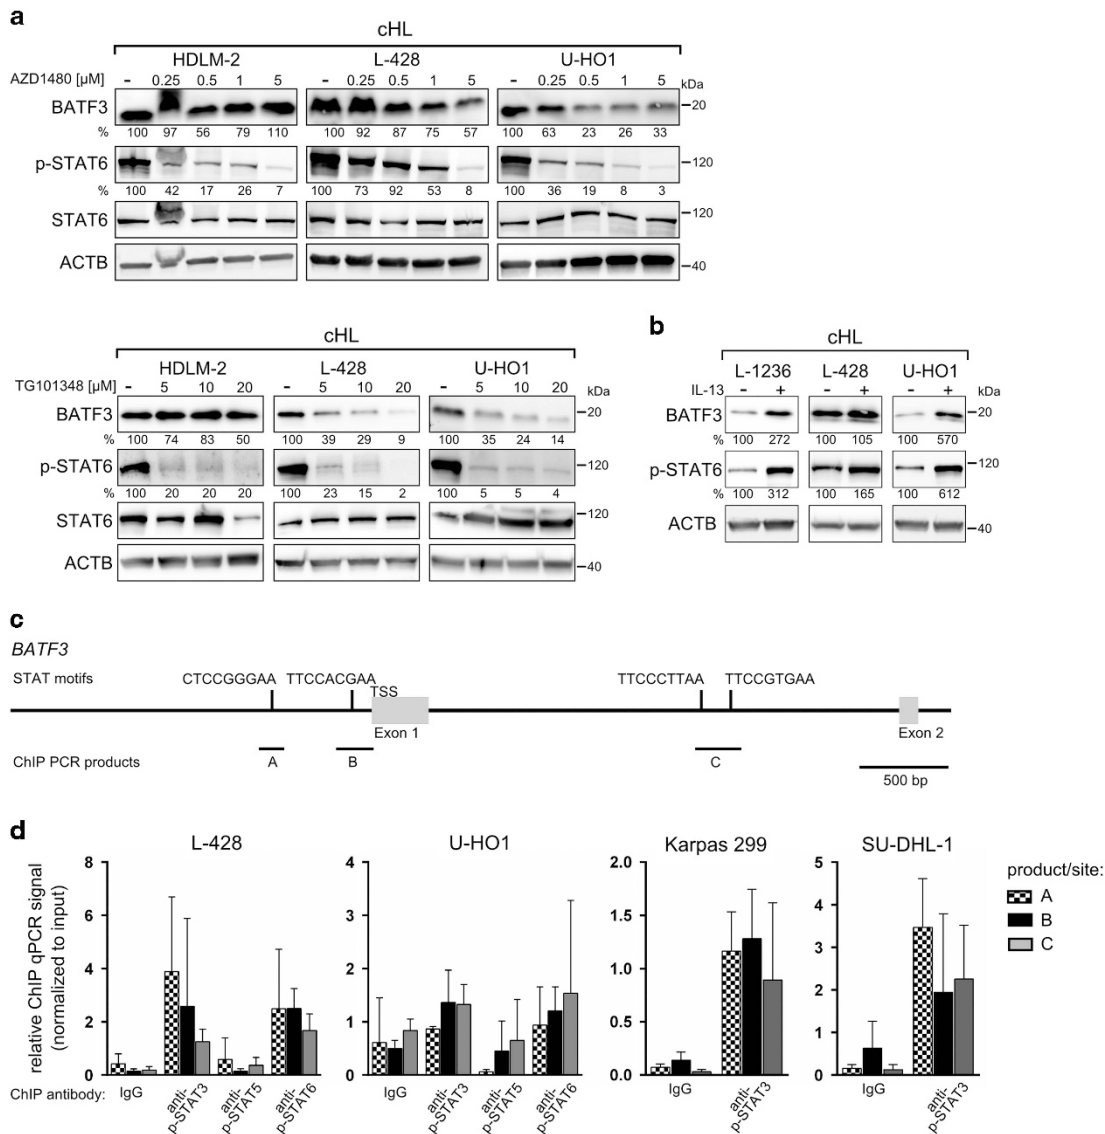 a
cHL
HDLM-2 L-428 U-HO1
AZD1480 [µM] - 0.25 0.5 1 5 - 0.25 0.5 1 5 - 0.25 0.5 1 5 kDa
BATF3 20
% 100 97 56 79 110 100 92 87 75 57 100 63 23 26 33
p-STAT6 120
% 100 42 17 26 7 100 73 92 53 8 100 36 19 8 3
STAT6 120
ACTB 40
cHL
HDLM-2 L-428 U-HO1
TG101348 [µM] - 5 10 20 - 5 10 20 - 5 10 20 kDa
BATF3 20
% 100 74 83 50 100 39 29 9 100 35 24 14
p-STAT6 120
% 100 20 20 20 100 23 15 2 100 5 5 4
STAT6 120
ACTB 40
b
cHL
L-1236 L-428 U-HO1
IL-13 - + - + - + kDa
BATF3 20
% 100 272 100 105 100 570
p-STAT6 120
% 100 312 100 165 100 612
ACTB 40
c
BATF3
STAT motifs CTCCGGGAA TTCCACGAA TTCCCTTAA TTCCGTGAA
TSS
Exon 1 Exon 2
ChIP PCR products A B C
500 bp
d
L-428 U-HO1 Karpas 299 SU-DHL-1
relative ChIP qPCR signal
(normalized to input)
8 6 4 2 0
4 3 2 1 0
2.0 1.5 1.0 0.5 0.0
5 4 3 2 1 0
product/site:
A
B
C
ChIP antibody: IgG anti-p-STAT3 anti-p-STAT5 anti-p-STAT6 IgG anti-p-STAT3 anti-p-STAT5 anti-p-STAT6 IgG anti-p-STAT3 IgG anti-p-STAT3